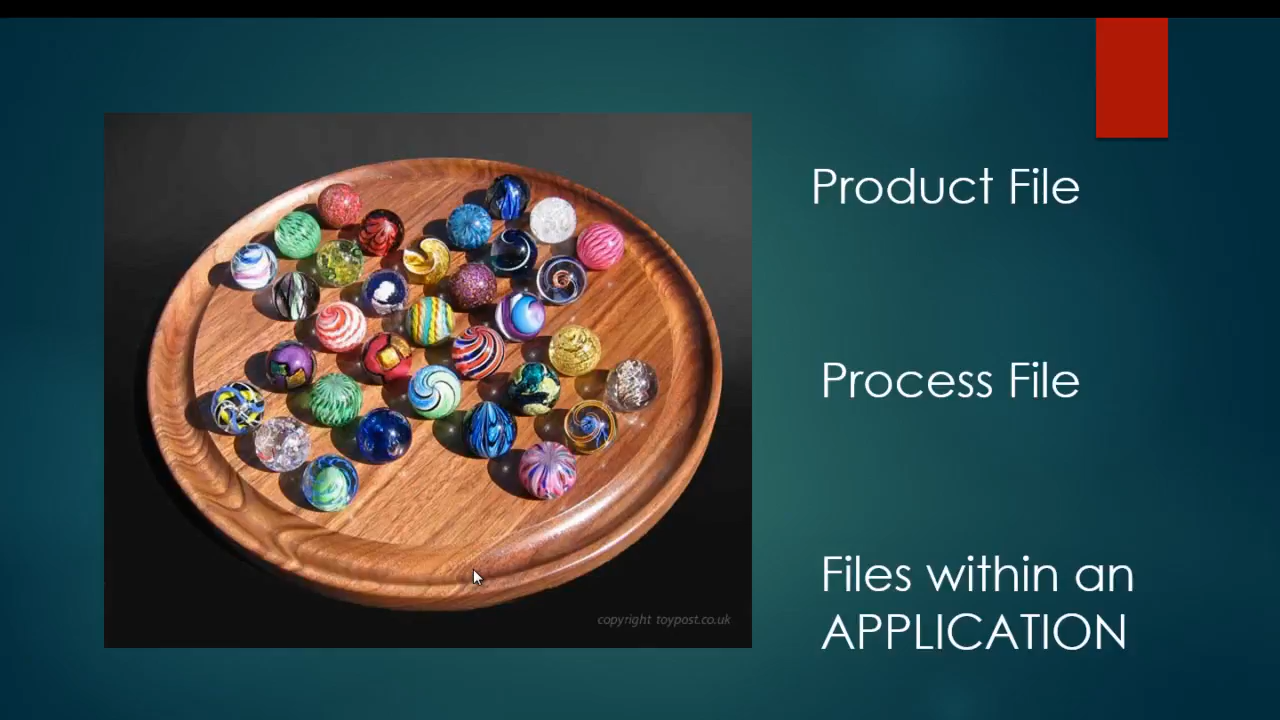 Product File
Process File
Files within an
APPLICATION
copyright toypost.co.uk